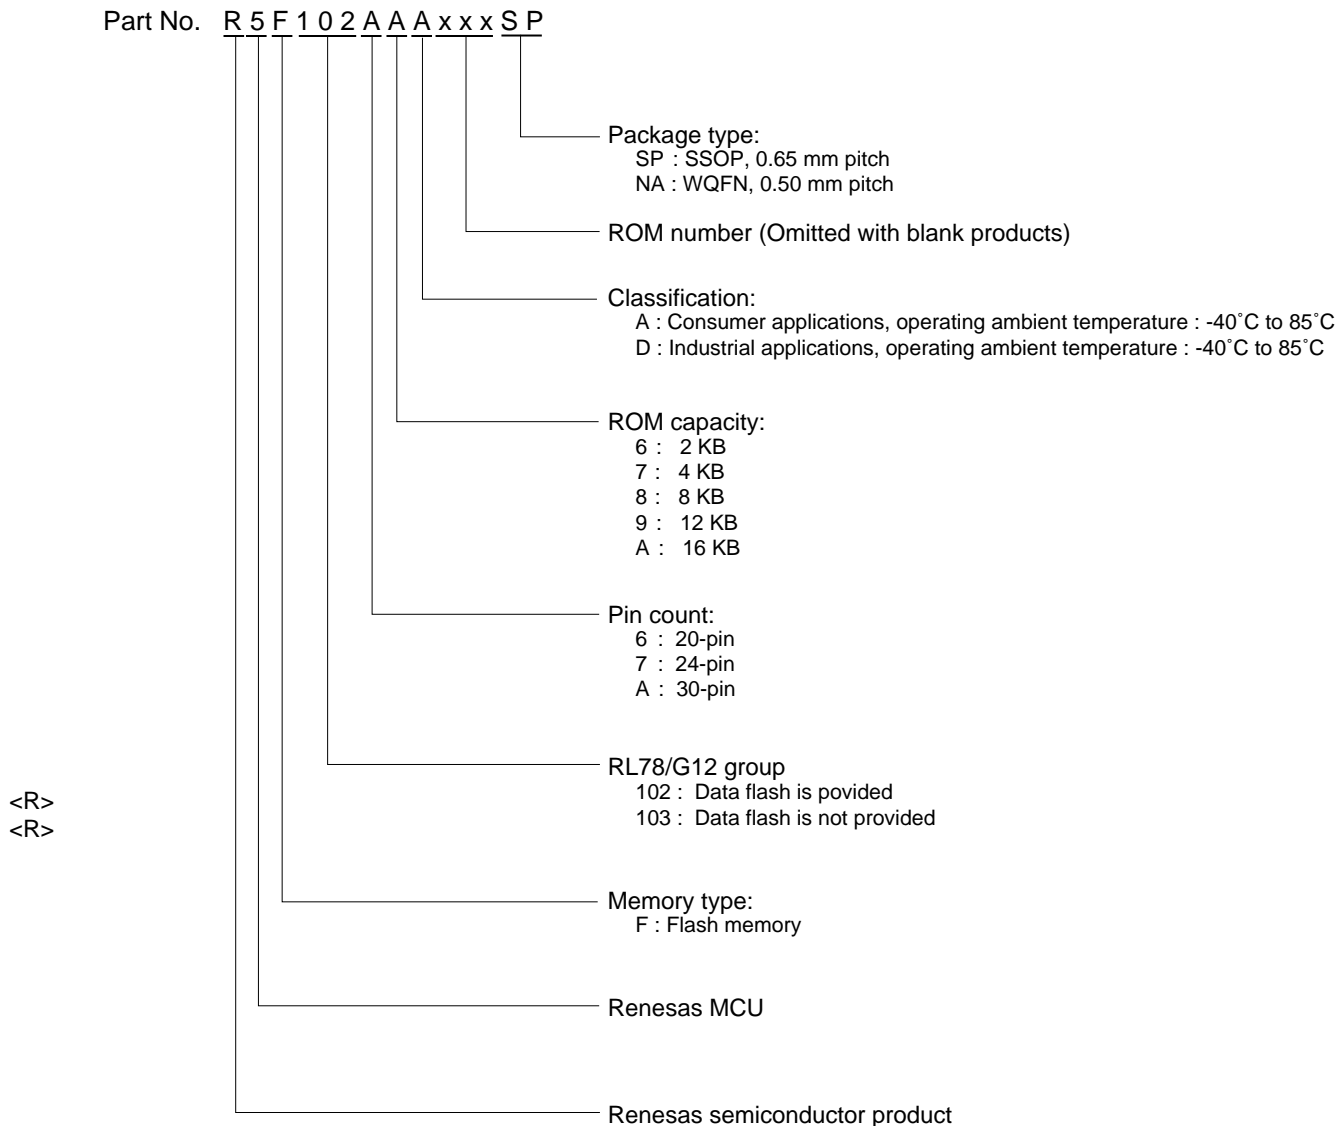 Part No. R 5 F 1 0 2 A A A x x x S P
Package type:
SP : SSOP, 0.65 mm pitch
NA : WQFN, 0.50 mm pitch
ROM number (Omitted with blank products)
Classification:
A : Consumer applications, operating ambient temperature : -40˚C to 85˚C
D : Industrial applications, operating ambient temperature : -40˚C to 85˚C
ROM capacity:
6 : 2 KB
7 : 4 KB
8 : 8 KB
9 : 12 KB
A : 16 KB
Pin count:
6 : 20-pin
7 : 24-pin
A : 30-pin
RL78/G12 group
<R> 102 : Data flash is povided
<R> 103 : Data flash is not provided
Memory type:
F : Flash memory
Renesas MCU
Renesas semiconductor product